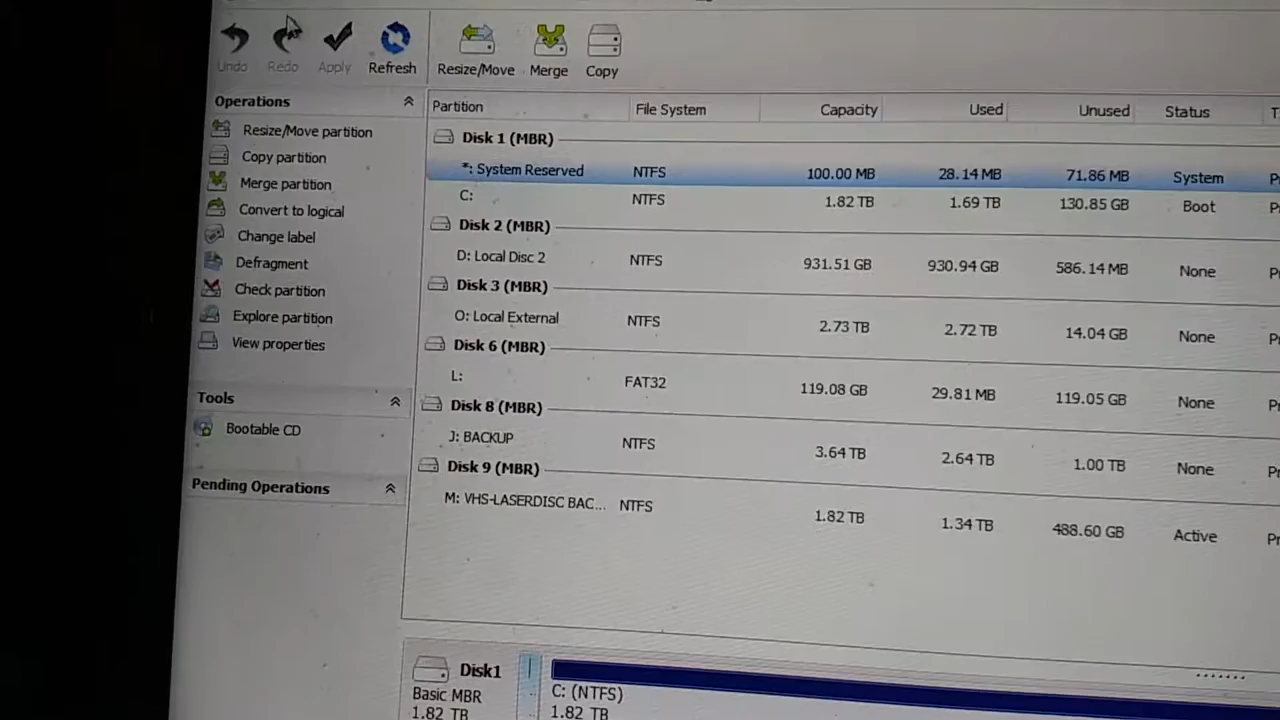 Undo Redo Apply Refresh Resize/Move Merge Copy
Operations
Resize/Move partition
Copy partition
Merge partition
Convert to logical
Change label
Defragment
Check partition
Explore partition
View properties
Tools
Bootable CD
Pending Operations
Partition File System Capacity Used Unused Status
Disk 1 (MBR)
*: System Reserved NTFS 100.00 MB 28.14 MB 71.86 MB System
C: NTFS 1.82 TB 1.69 TB 130.85 GB Boot
Disk 2 (MBR)
D: Local Disc 2 NTFS 931.51 GB 930.94 GB 586.14 MB None
Disk 3 (MBR)
O: Local External NTFS 2.73 TB 2.72 TB 14.04 GB None
Disk 6 (MBR)
L: FAT32 119.08 GB 29.81 MB 119.05 GB None
Disk 8 (MBR)
J: BACKUP NTFS 3.64 TB 2.64 TB 1.00 TB None
Disk 9 (MBR)
M: VHS-LASERDISC BAC... NTFS 1.82 TB 1.34 TB 488.60 GB Active
Disk1
Basic MBR
1.82 TB
C: (NTFS)
1.82 TB